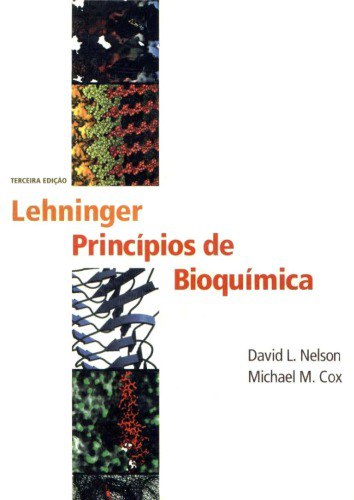 TERCEIRA EDIÇÃO
Lehninger
Princípios de
Bioquímica
David L. Nelson
Michael M. Cox